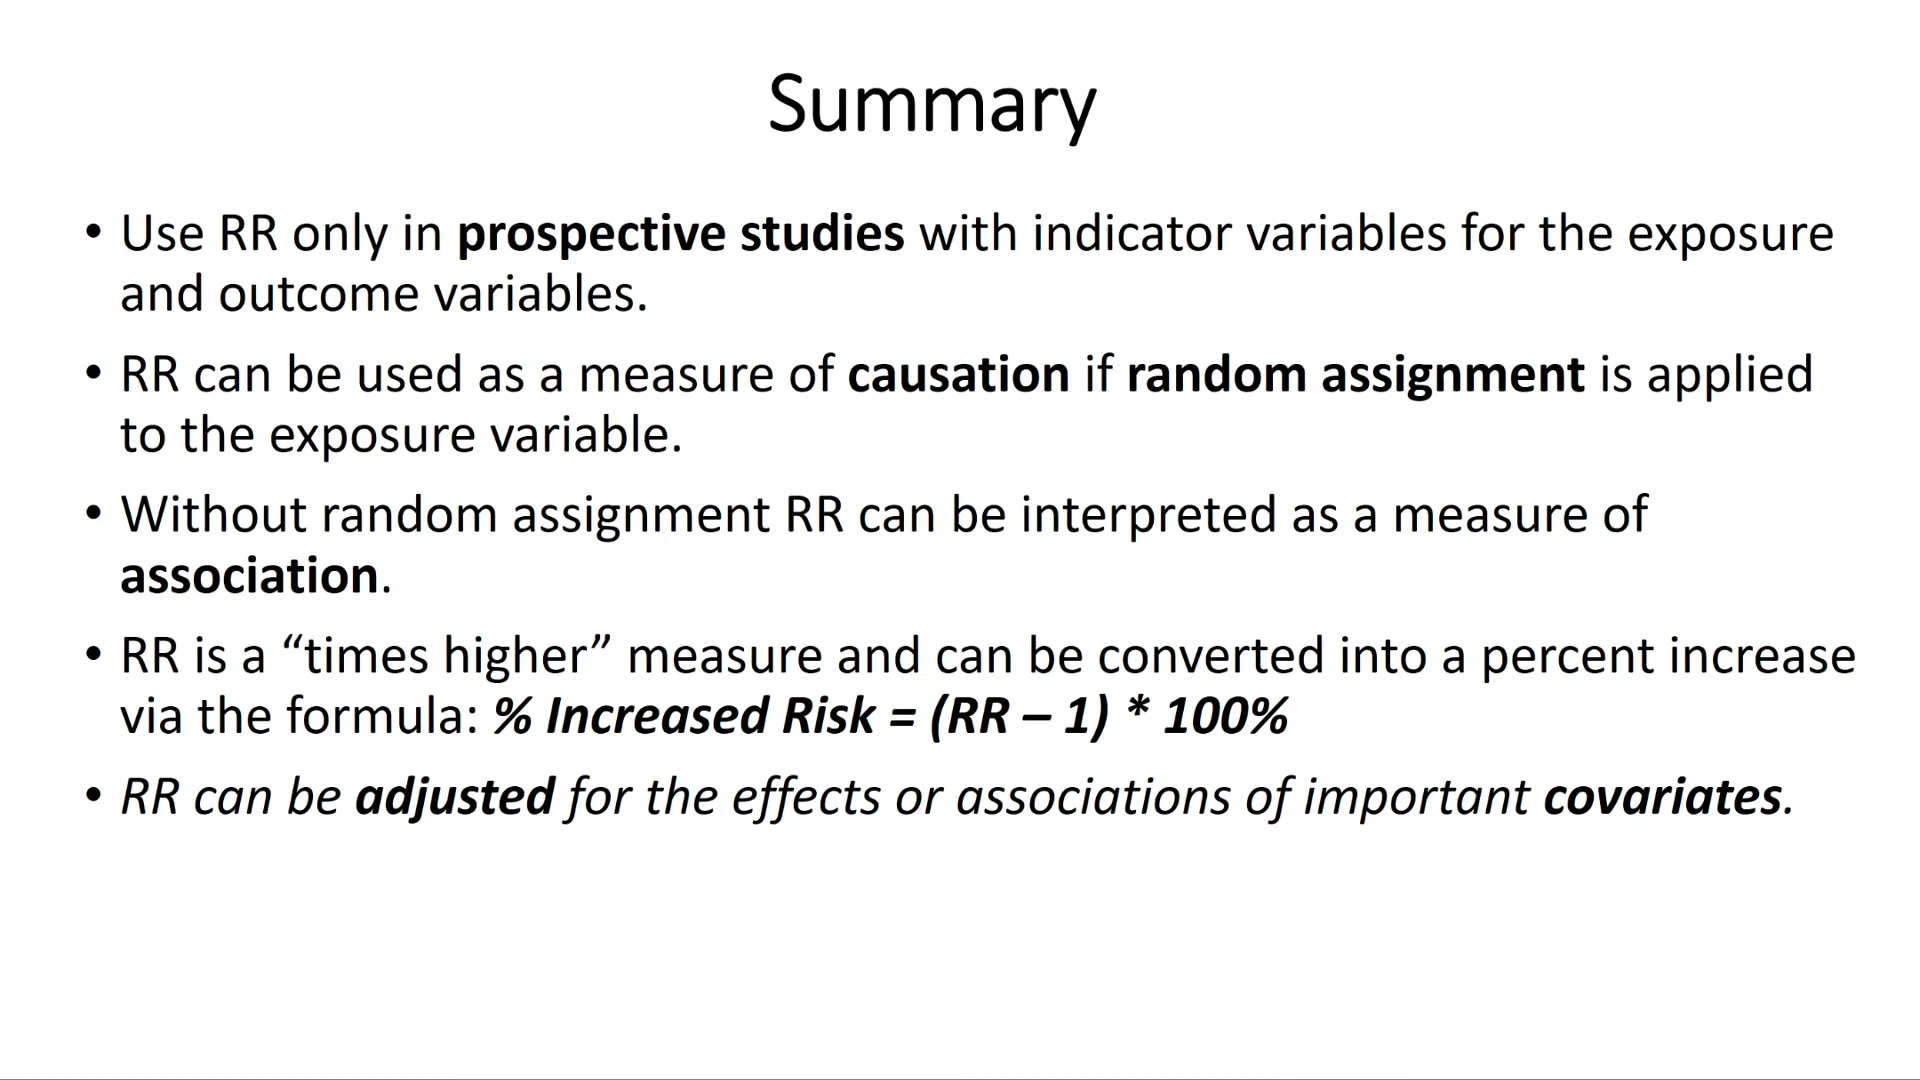 Summary
• Use RR only in prospective studies with indicator variables for the exposure
and outcome variables.
• RR can be used as a measure of causation if random assignment is applied
to the exposure variable.
• Without random assignment RR can be interpreted as a measure of
association.
• RR is a “times higher” measure and can be converted into a percent increase
via the formula: % Increased Risk = (RR – 1) * 100%
• RR can be adjusted for the effects or associations of important covariates.